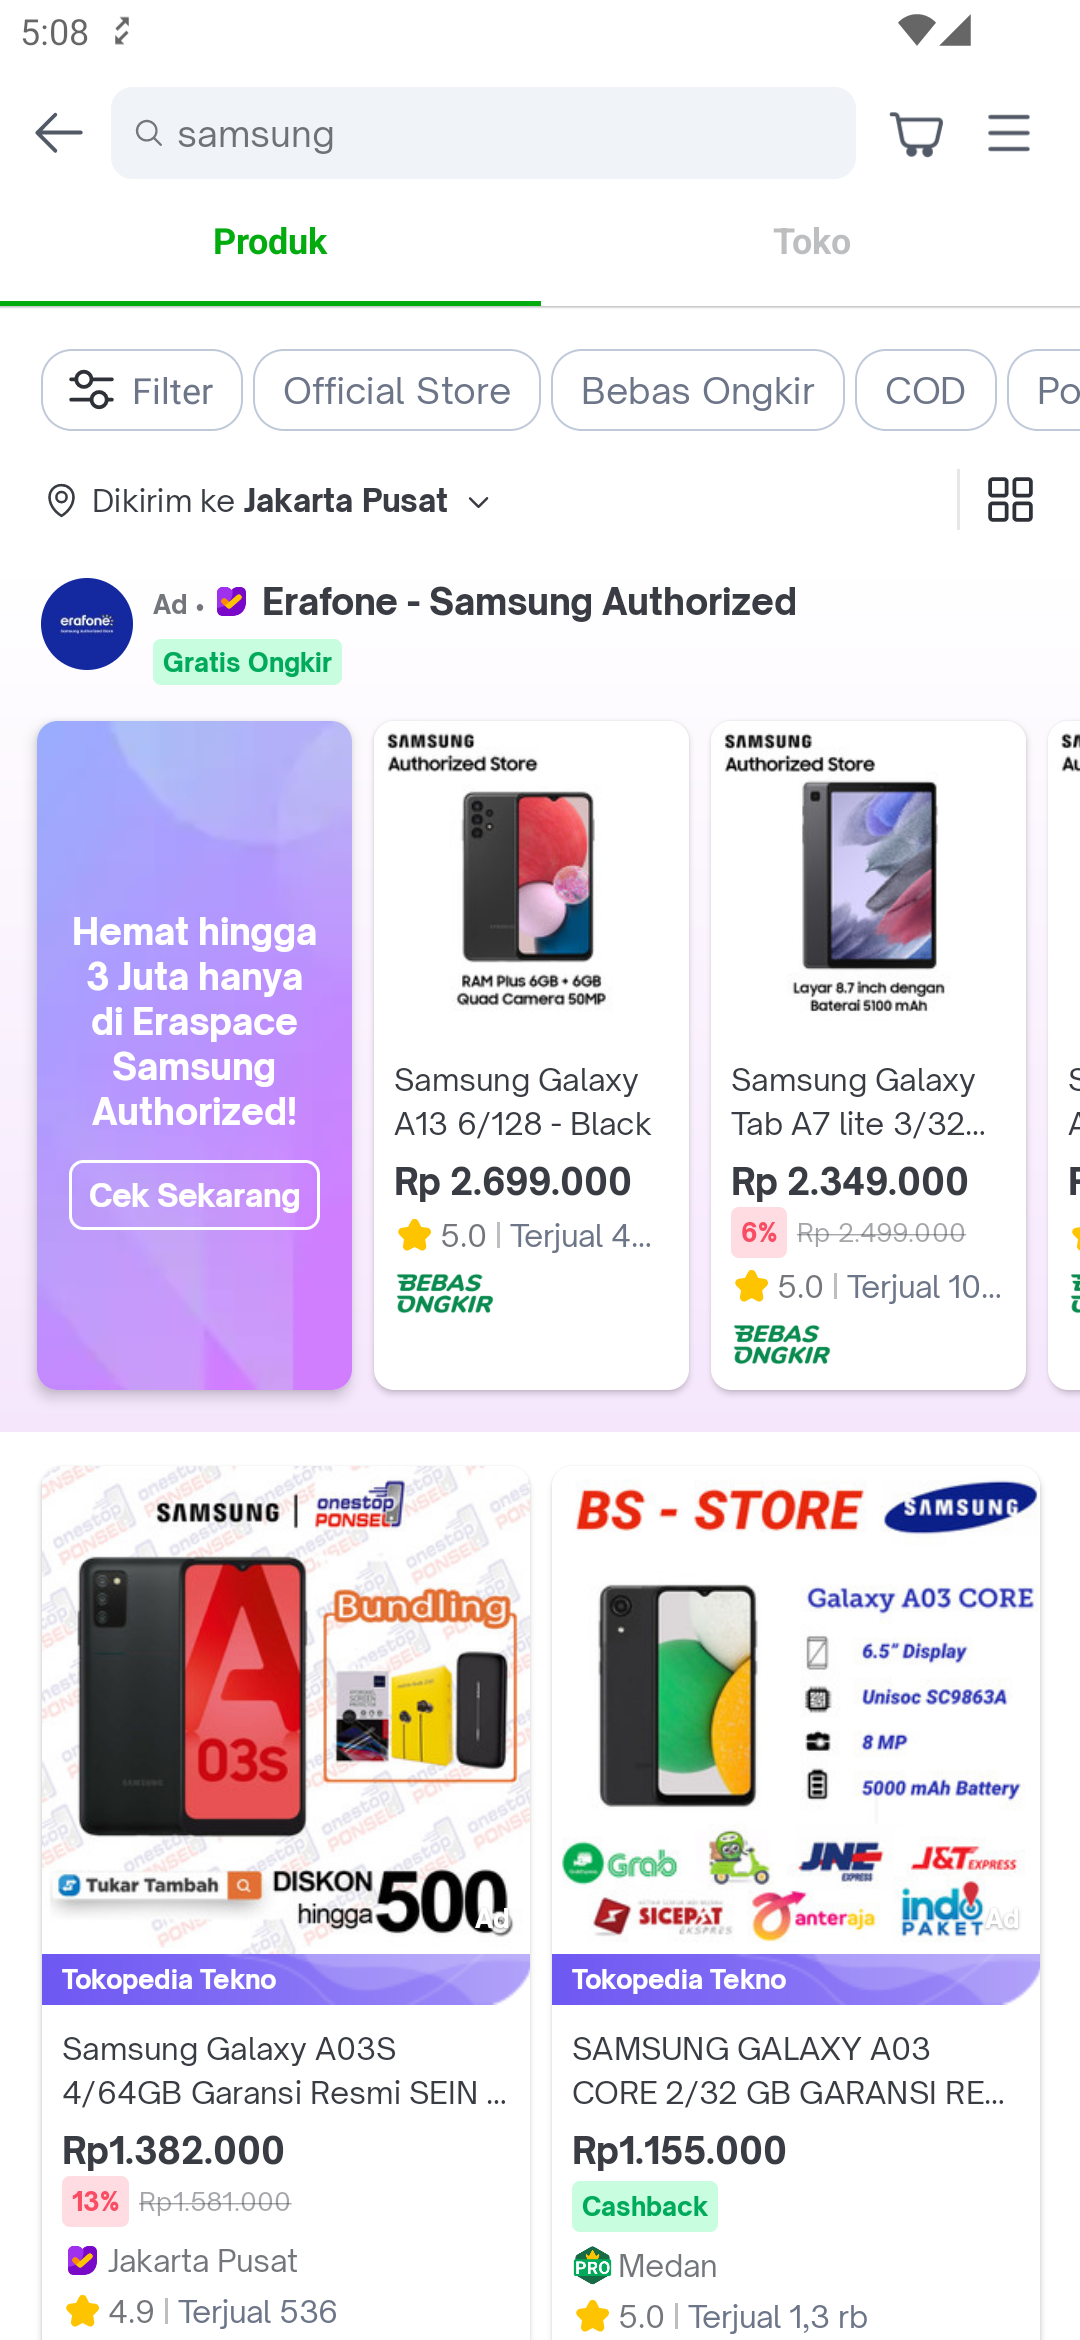 5:08
samsung
Produk
Toko
Filter
Official Store
Bebas Ongkir
COD
Po
Dikirim ke Jakarta Pusat
erafone
Ad • Erafone - Samsung Authorized
Gratis Ongkir
Hemat hingga
3 Juta hanya
di Eraspace
Samsung
Authorized!
Cek Sekarang
SAMSUNG
Authorized Store
RAM Plus 6GB + 6GB
Quad Camera 50MP
Samsung Galaxy
A13 6/128 - Black
Rp 2.699.000
5.0 | Terjual 4...
BEBAS
ONGKIR
SAMSUNG
Authorized Store
Layar 8.7 inch dengan
Baterai 5100 mAh
Samsung Galaxy
Tab A7 lite 3/32...
Rp 2.349.000
6% Rp 2.499.000
5.0 | Terjual 10...
BEBAS
ONGKIR
SAMSUNG | onestop
PONSEL
Bundling
A
03s
Tukar Tambah
DISKON
hingga 500
Ad
Tokopedia Tekno
Samsung Galaxy A03S
4/64GB Garansi Resmi SEIN ...
Rp1.382.000
13% Rp1.581.000
Jakarta Pusat
4.9 | Terjual 536
BS - STORE SAMSUNG
Galaxy A03 CORE
6.5" Display
Unisoc SC9863A
8 MP
5000 mAh Battery
Grab
JNE
EXPRESS
J&T EXPRESS
SICEPAT
EKSPRES
anteraja
indo
PAKET
Ad
Tokopedia Tekno
SAMSUNG GALAXY A03
CORE 2/32 GB GARANSI RE...
Rp1.155.000
Cashback
PRO Medan
5.0 | Terjual 1,3 rb